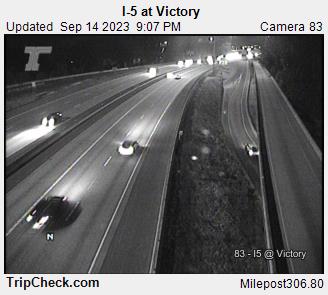 I-5 at Victory
Updated Sep 14 2023 9:07 PM Camera 83
T
N
83 - I5 @ Victory
TripCheck.com Milepost306.80